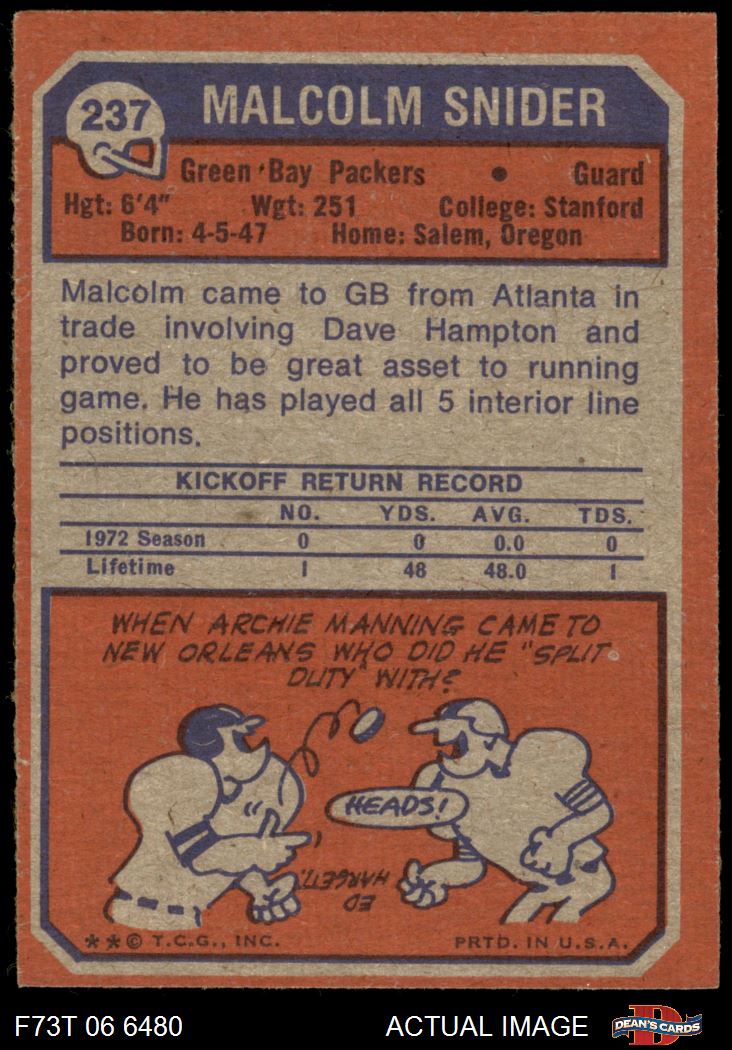 237
MALCOLM SNIDER
Green Bay Packers • Guard
Hgt: 6'4" Wgt: 251 College: Stanford
Born: 4-5-47 Home: Salem, Oregon
Malcolm came to GB from Atlanta in
trade involving Dave Hampton and
proved to be great asset to running
game. He has played all 5 interior line
positions.
KICKOFF RETURN RECORD
NO. YDS. AVG. TDS.
1972 Season 0 0 0.0 0
Lifetime 1 48 48.0 1
WHEN ARCHIE MANNING CAME TO
NEW ORLEANS WHO DID HE "SPLIT
DUTY" WITH?
HEADS!
ED
HARGETT.
**© T.C.G., INC. PRTD. IN U.S.A.
F73T 06 6480 ACTUAL IMAGE
D
DEAN'S CARDS